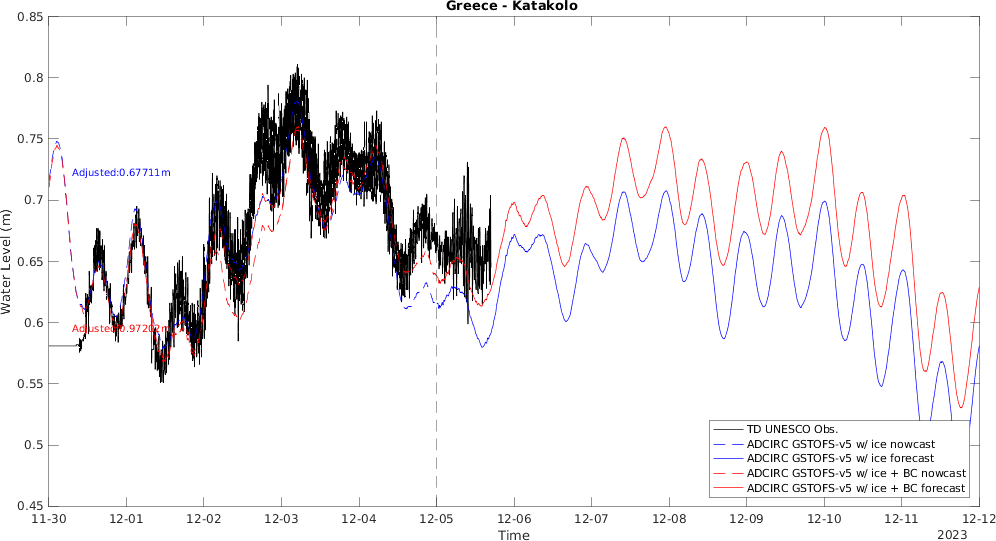 Greece - Katakolo
0.85
0.8
0.75
0.7
0.65
0.6
0.55
0.5
0.45
Water Level (m)
Adjusted:0.67711m
Adjusted:0.97202m
TD UNESCO Obs.
ADCIRC GSTOFS-v5 w/ ice nowcast
ADCIRC GSTOFS-v5 w/ ice forecast
ADCIRC GSTOFS-v5 w/ ice + BC nowcast
ADCIRC GSTOFS-v5 w/ ice + BC forecast
11-30 12-01 12-02 12-03 12-04 12-05 12-06 12-07 12-08 12-09 12-10 12-11 12-12
Time
2023